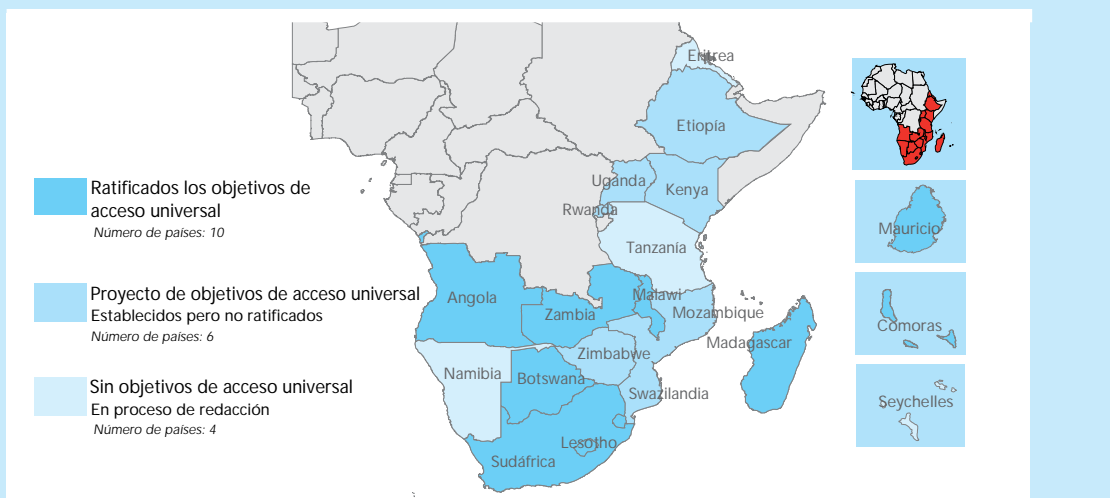 Ratificados los objetivos de
acceso universal
Número de países: 10
Proyecto de objetivos de acceso universal
Establecidos pero no ratificados
Número de países: 6
Sin objetivos de acceso universal
En proceso de redacción
Número de países: 4
Eritrea
Etiopía
Uganda
Kenya
Rwanda
Tanzanía
Angola
Malawi
Zambia
Mozambique
Madagascar
Zimbabwe
Namibia
Botswana
Swazilandia
Lesotho
Sudáfrica
Mauricio
Comoras
Seychelles